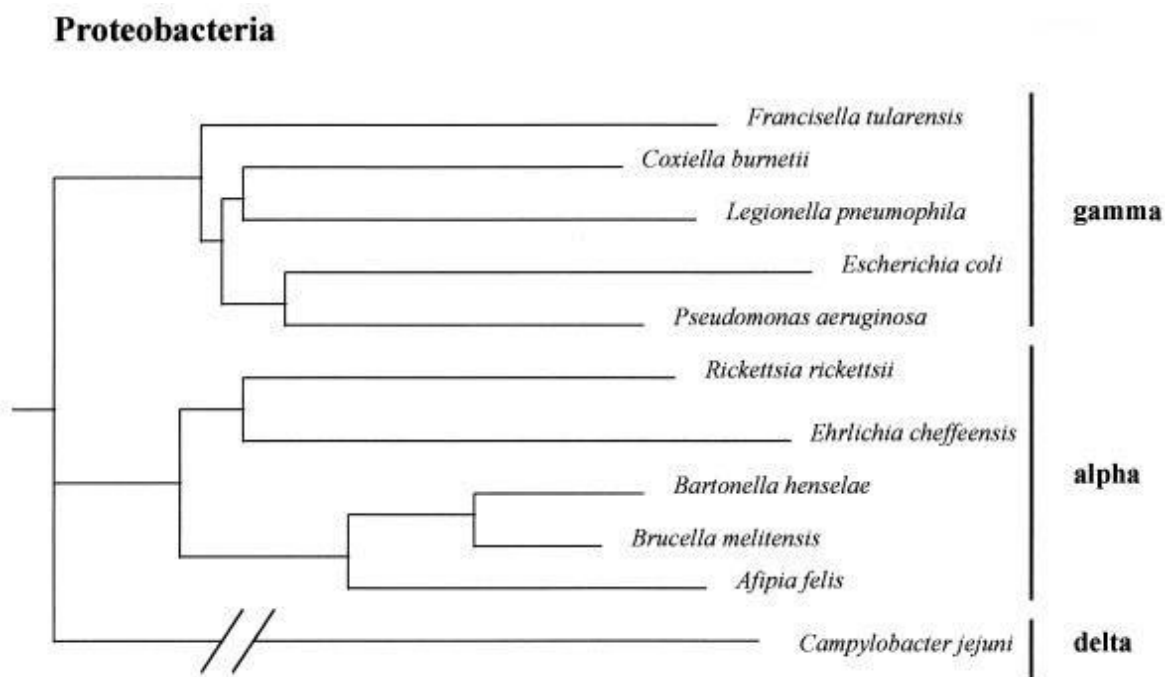 Proteobacteria
Francisella tularensis
Coxiella burnetii
Legionella pneumophila
gamma
Escherichia coli
Pseudomonas aeruginosa
Rickettsia rickettsii
Ehrlichia cheffeensis
alpha
Bartonella henselae
Brucella melitensis
Afipia felis
Campylobacter jejuni
delta